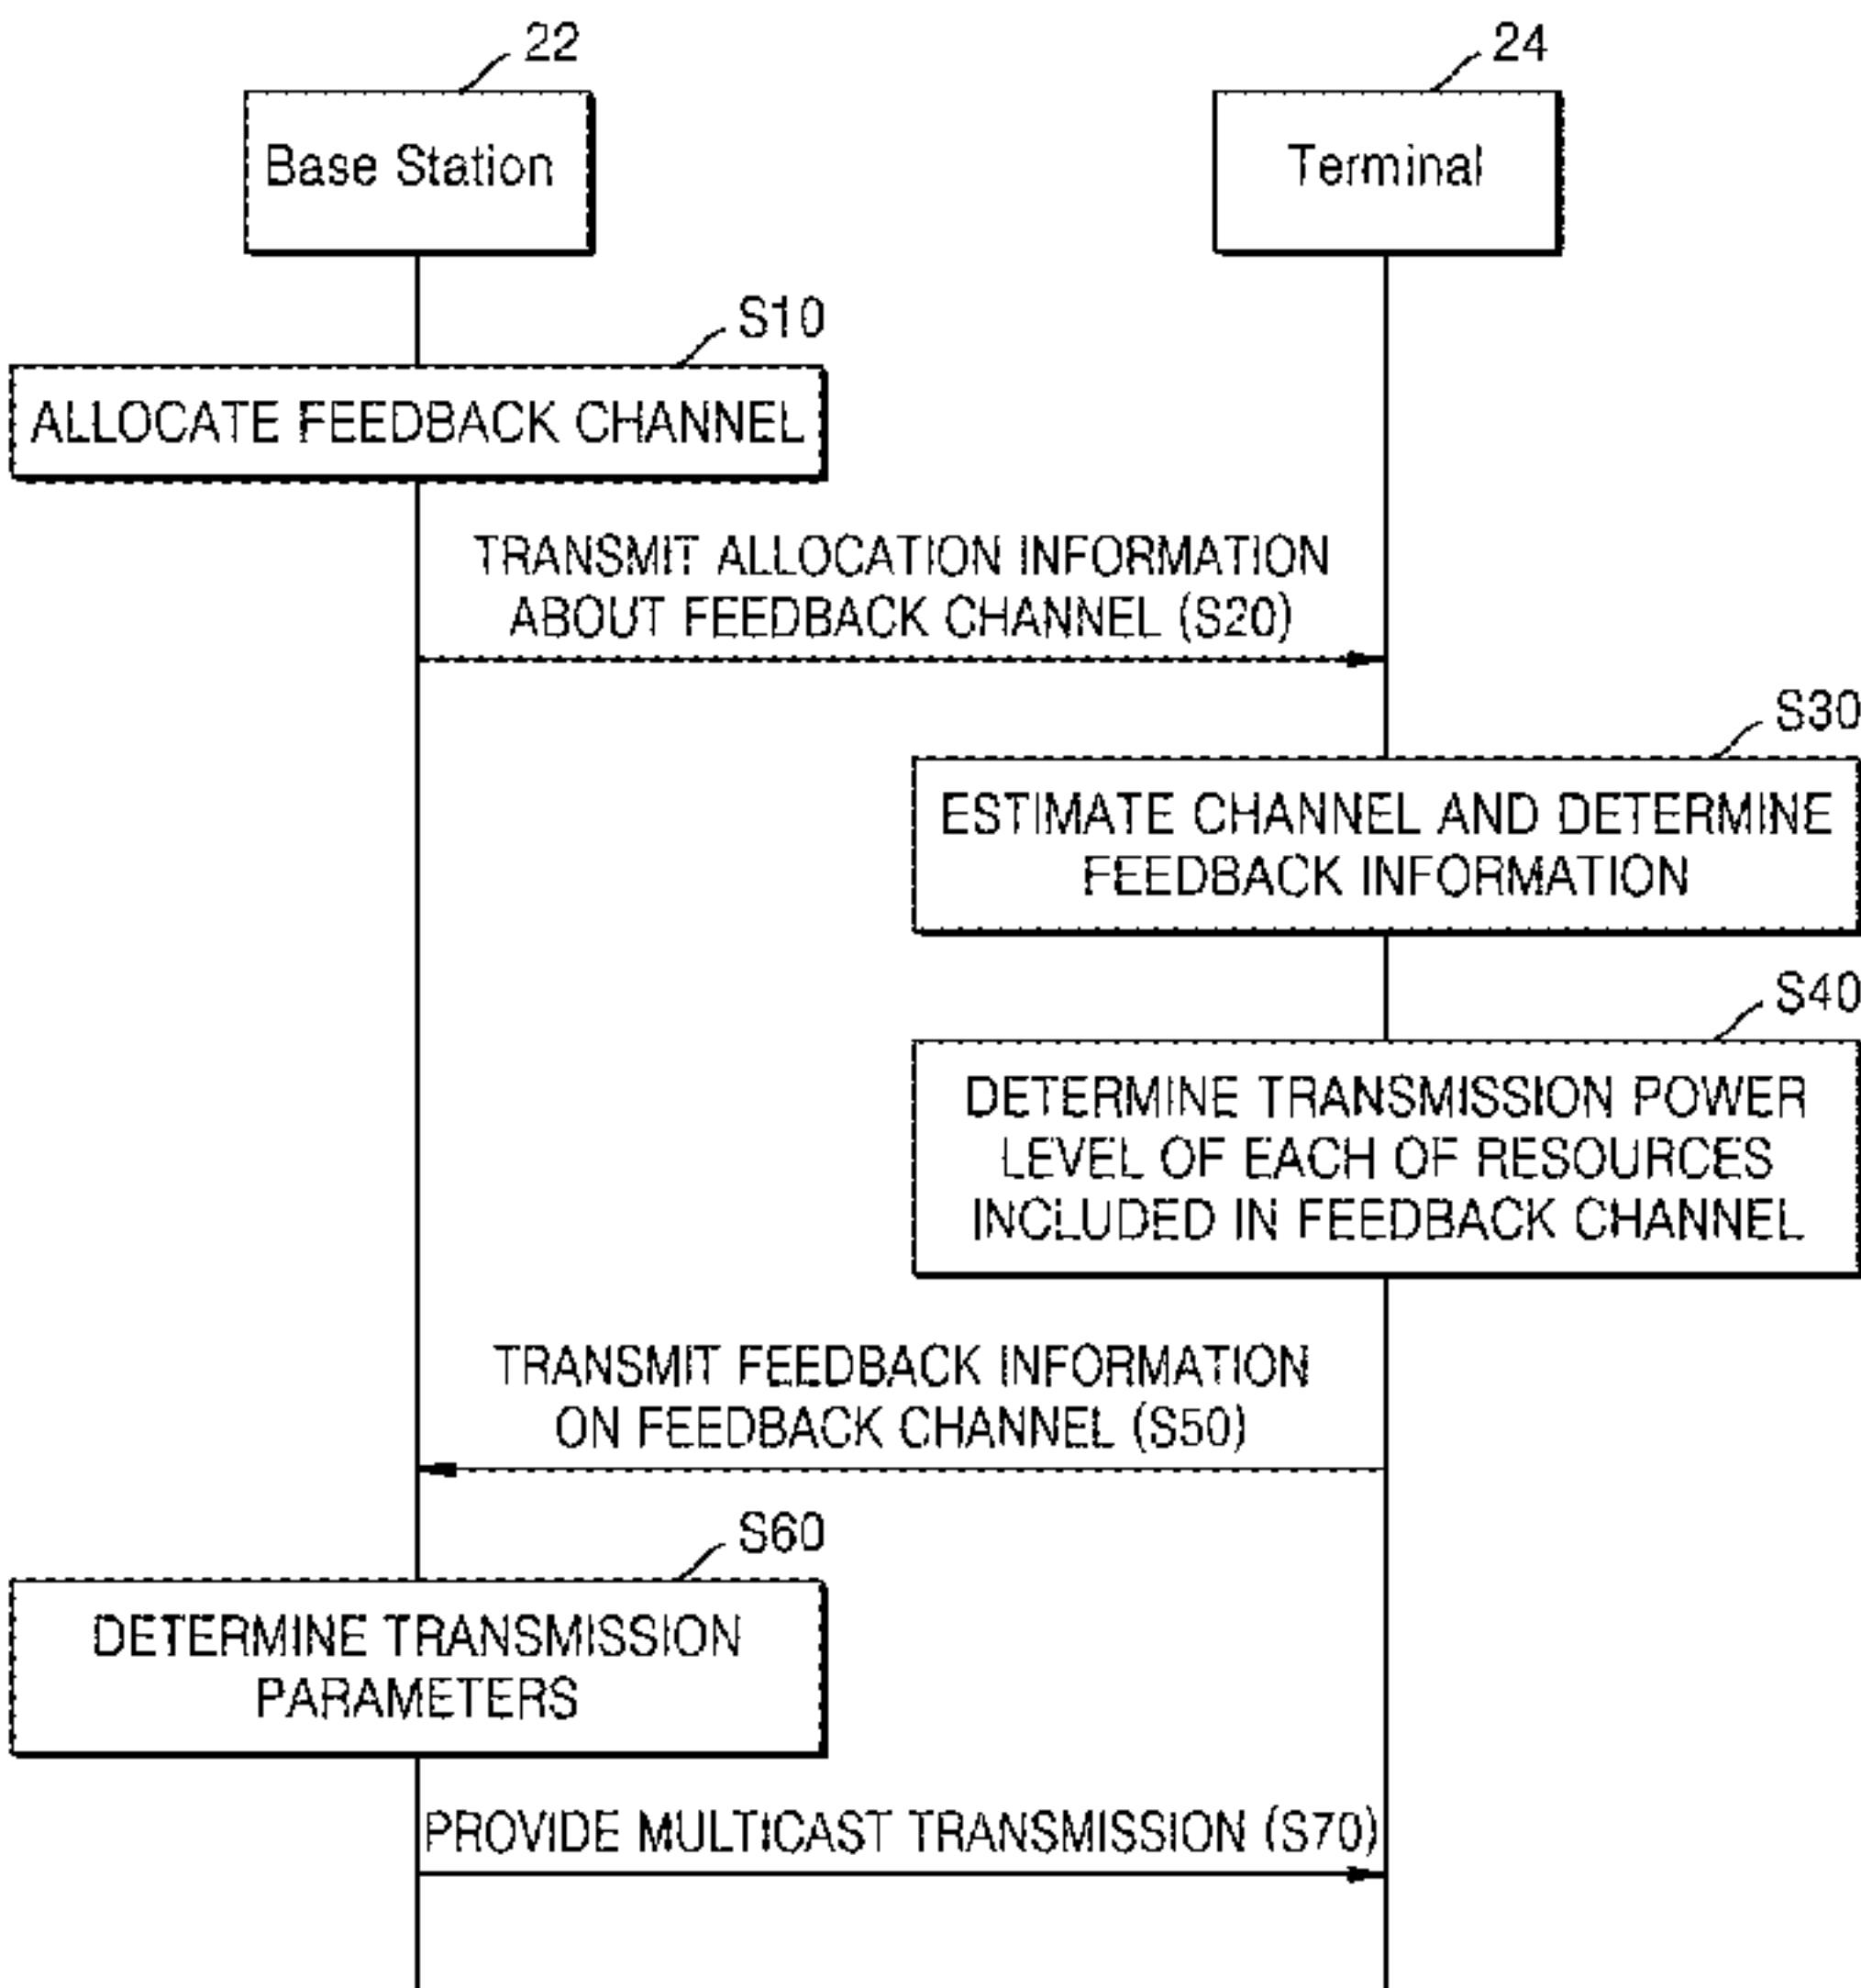 22
24
Base Station
Terminal
S10
ALLOCATE FEEDBACK CHANNEL
TRANSMIT ALLOCATION INFORMATION
ABOUT FEEDBACK CHANNEL (S20)
S30
ESTIMATE CHANNEL AND DETERMINE
FEEDBACK INFORMATION
S40
DETERMINE TRANSMISSION POWER
LEVEL OF EACH OF RESOURCES
INCLUDED IN FEEDBACK CHANNEL
TRANSMIT FEEDBACK INFORMATION
ON FEEDBACK CHANNEL (S50)
S60
DETERMINE TRANSMISSION
PARAMETERS
PROVIDE MULTICAST TRANSMISSION (S70)